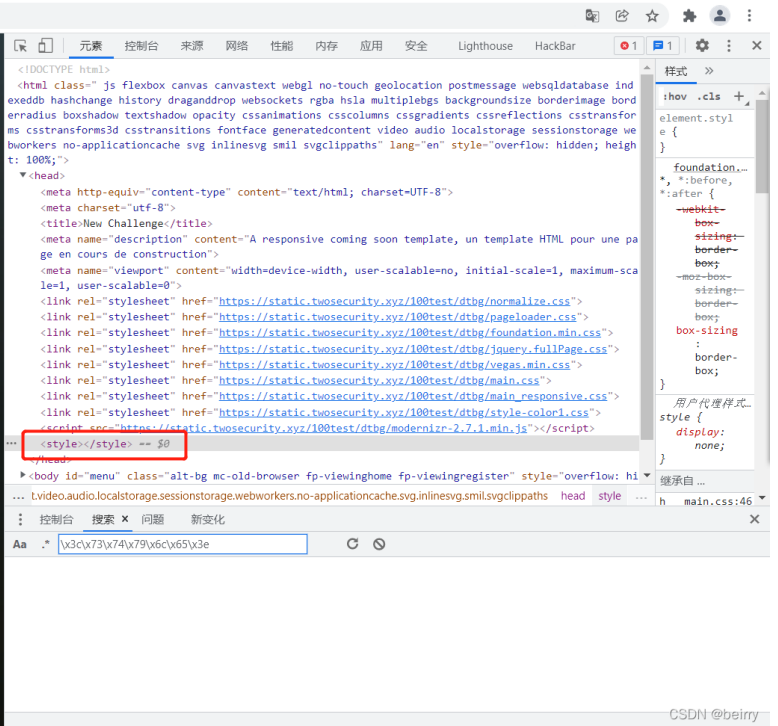 元素 控制台 来源 网络 性能 内存 应用 安全 Lighthouse HackBar 1 1
<!DOCTYPE html>
<html class=" js flexbox canvas canvastext webgl no-touch geolocation postmessage websqldatabase ind
exeddb hashchange history draganddrop websockets rgba hsla multiplebgs backgroundsize borderimage bord
erradius boxshadow textshadow opacity cssanimations csscolumns cssgradients cssreflections csstransfor
ms csstransforms3d csstransitions fontface generatedcontent video audio localstorage sessionstorage we
bworkers no-applicationcache svg inlinesvg smil svgclippaths" lang="en" style="overflow: hidden; heigh
t: 100%;">
<head>
<meta http-equiv="content-type" content="text/html; charset=UTF-8">
<meta charset="utf-8">
<title>New Challenge</title>
<meta name="description" content="A responsive coming soon template, un template HTML pour une pa
ge en cours de construction">
<meta name="viewport" content="width=device-width, user-scalable=no, initial-scale=1, maximum-sca
le=1, user-scalable=0">
<link rel="stylesheet" href="https://static.twosecurity.xyz/100test/dtbg/normalize.css">
<link rel="stylesheet" href="https://static.twosecurity.xyz/100test/dtbg/pageloader.css">
<link rel="stylesheet" href="https://static.twosecurity.xyz/100test/dtbg/foundation.min.css">
<link rel="stylesheet" href="https://static.twosecurity.xyz/100test/dtbg/jquery.fullPage.css">
<link rel="stylesheet" href="https://static.twosecurity.xyz/100test/dtbg/vegas.min.css">
<link rel="stylesheet" href="https://static.twosecurity.xyz/100test/dtbg/main.css">
<link rel="stylesheet" href="https://static.twosecurity.xyz/100test/dtbg/main_responsive.css">
<link rel="stylesheet" href="https://static.twosecurity.xyz/100test/dtbg/style-color1.css">
<script src="https://static.twosecurity.xyz/100test/dtbg/modernizr-2.7.1.min.js"></script>
<style></style> == $0
</head>
<body id="menu" class="alt-bg mc-old-browser fp-viewinghome fp-viewingregister" style="overflow: hi
... t.video.audio.localstorage.sessionstorage.webworkers.no-applicationcache.svg.inlinesvg.smil.svgclippaths head style ...
样式 »
:hov .cls +
element.styl
e {
}
foundation.…
*, *:before,
*:after {
-webkit-
box-
sizing:
border-
box;
-moz-box-
sizing:
border-
box;
box-sizing
:
border-
box;
}
用户代理样式…
style {
display:
none;
}
继承自 …
h main.css:46
控制台 搜索 × 问题 新变化
Aa .* \x3c\x73\x74\x79\x6c\x65\x3e
CSDN @beirry